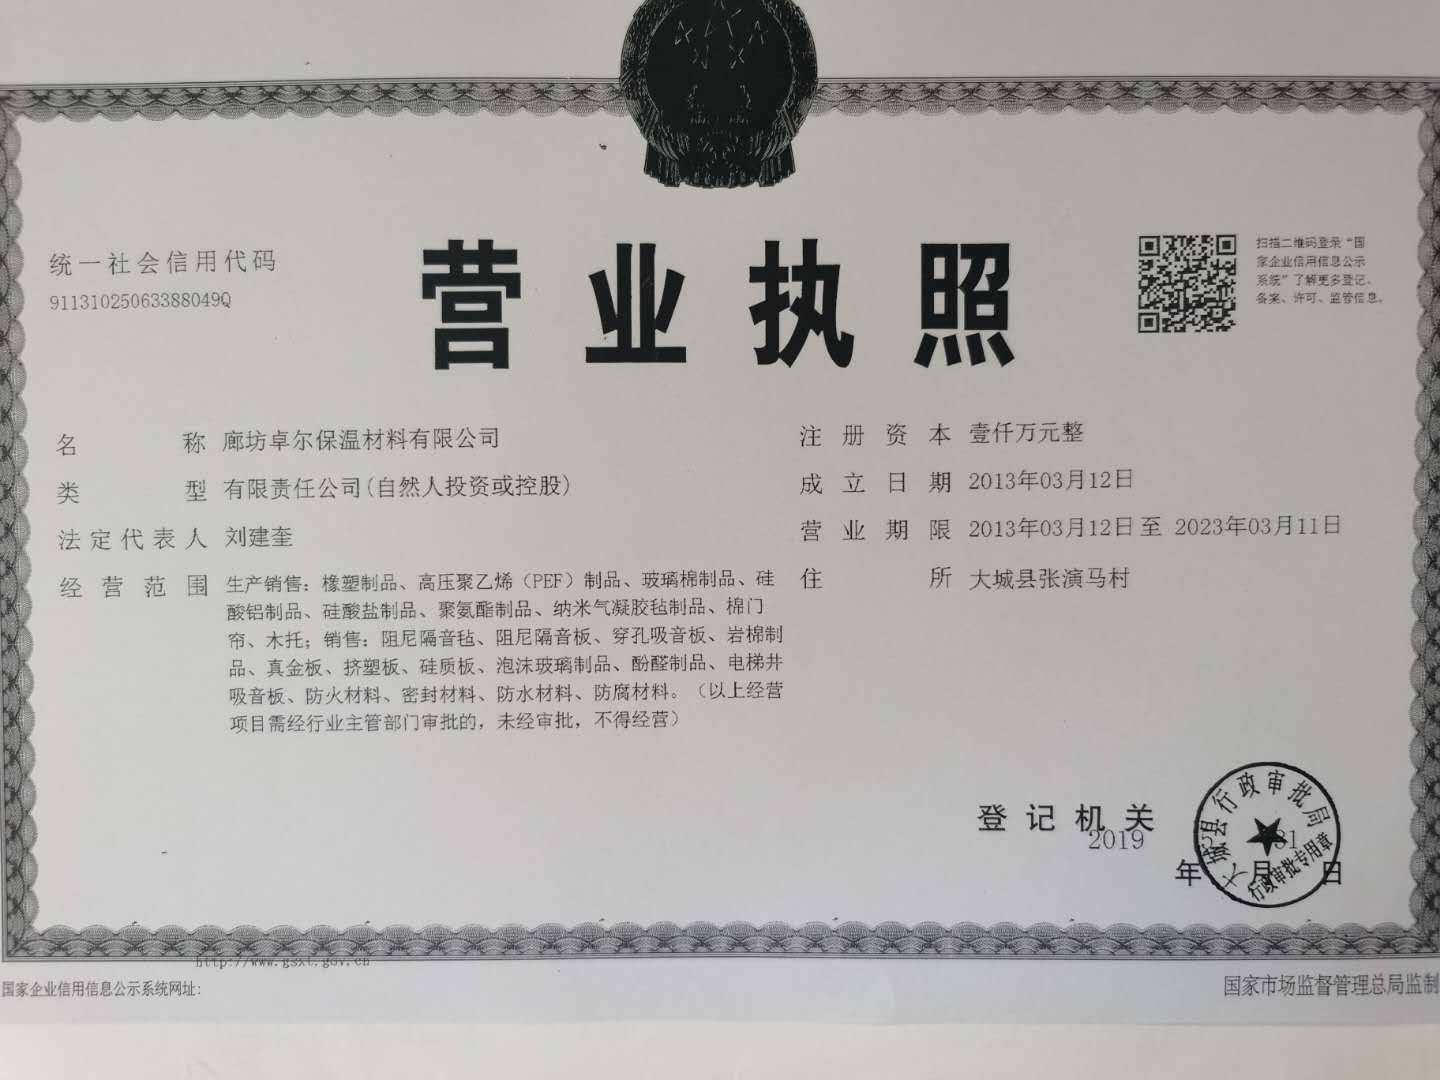 统一社会信用代码
91131025063388049Q
营业执照
扫描二维码登录“国
家企业信用信息公示
系统”了解更多登记、
备案、许可、监管信息。
名称 廊坊卓尔保温材料有限公司
类型 有限责任公司(自然人投资或控股)
法定代表人 刘建奎
经营范围 生产销售：橡塑制品、高压聚乙烯（PEF）制品、玻璃棉制品、硅
酸铝制品、硅酸盐制品、聚氨酯制品、纳米气凝胶毡制品、棉门
帘、木托；销售：阻尼隔音毡、阻尼隔音板、穿孔吸音板、岩棉制
品、真金板、挤塑板、硅质板、泡沫玻璃制品、酚醛制品、电梯井
吸音板、防火材料、密封材料、防水材料、防腐材料。（以上经营
项目需经行业主管部门审批的，未经审批，不得经营）
注册资本 壹仟万元整
成立日期 2013年03月12日
营业期限 2013年03月12日至 2023年03月11日
住所 大城县张演马村
登记机关
2019 31
年 月 日
大城县行政审批局
行政审批专用章
http://www.gsxt.gov.cn
国家企业信用信息公示系统网址:
国家市场监督管理总局监制